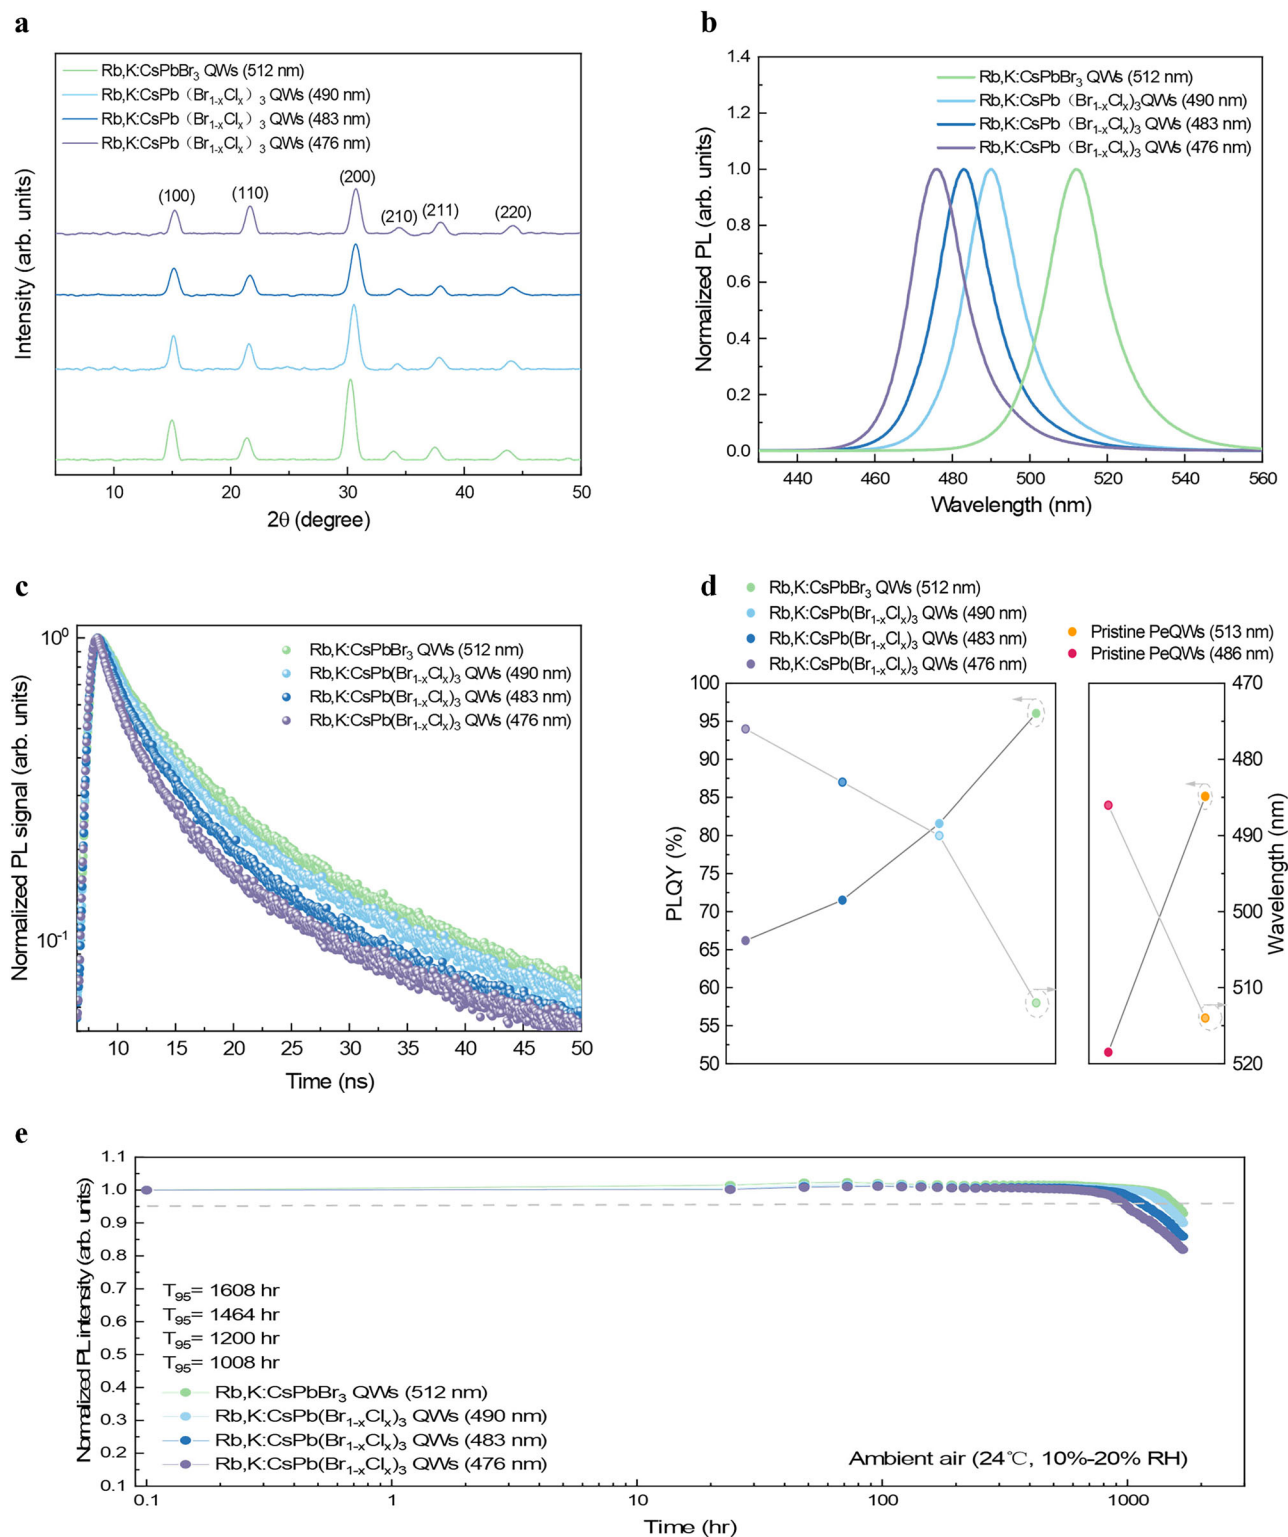 a
Rb,K:CsPbBr₃ QWs (512 nm)
Rb,K:CsPb（Br₁₋ₓClₓ）₃ QWs (490 nm)
Rb,K:CsPb（Br₁₋ₓClₓ）₃ QWs (483 nm)
Rb,K:CsPb（Br₁₋ₓClₓ）₃ QWs (476 nm)
(100)
(110)
(200)
(210)
(211)
(220)
Intensity (arb. units)
10
20
30
40
50
2θ (degree)
b
Rb,K:CsPbBr₃ QWs (512 nm)
Rb,K:CsPb（Br₁₋ₓClₓ)₃QWs (490 nm)
Rb,K:CsPb（Br₁₋ₓClₓ)₃ QWs (483 nm)
Rb,K:CsPb（Br₁₋ₓClₓ)₃ QWs (476 nm)
Normalized PL (arb. units)
1.4
1.2
1.0
0.8
0.6
0.4
0.2
0.0
440
460
480
500
520
540
560
Wavelength (nm)
c
Rb,K:CsPbBr₃ QWs (512 nm)
Rb,K:CsPb(Br₁₋ₓClₓ)₃ QWs (490 nm)
Rb,K:CsPb(Br₁₋ₓClₓ)₃ QWs (483 nm)
Rb,K:CsPb(Br₁₋ₓClₓ)₃ QWs (476 nm)
Normalized PL signal (arb. units)
10⁰
10⁻¹
10
15
20
25
30
35
40
45
50
Time (ns)
d
Rb,K:CsPbBr₃ QWs (512 nm)
Rb,K:CsPb(Br₁₋ₓClₓ)₃ QWs (490 nm)
Rb,K:CsPb(Br₁₋ₓClₓ)₃ QWs (483 nm)
Rb,K:CsPb(Br₁₋ₓClₓ)₃ QWs (476 nm)
Pristine PeQWs (513 nm)
Pristine PeQWs (486 nm)
PLQY (%)
100
95
90
85
80
75
70
65
60
55
50
470
480
490
500
510
520
Wavelength (nm)
e
Normalized PL intensity (arb. units)
1.1
1.0
0.9
0.8
0.7
0.6
0.5
0.4
0.3
0.2
0.1
T₉₅= 1608 hr
T₉₅= 1464 hr
T₉₅= 1200 hr
T₉₅= 1008 hr
Rb,K:CsPbBr₃ QWs (512 nm)
Rb,K:CsPb(Br₁₋ₓClₓ)₃ QWs (490 nm)
Rb,K:CsPb(Br₁₋ₓClₓ)₃ QWs (483 nm)
Rb,K:CsPb(Br₁₋ₓClₓ)₃ QWs (476 nm)
Ambient air (24℃, 10%-20% RH)
0.1
1
10
100
1000
Time (hr)